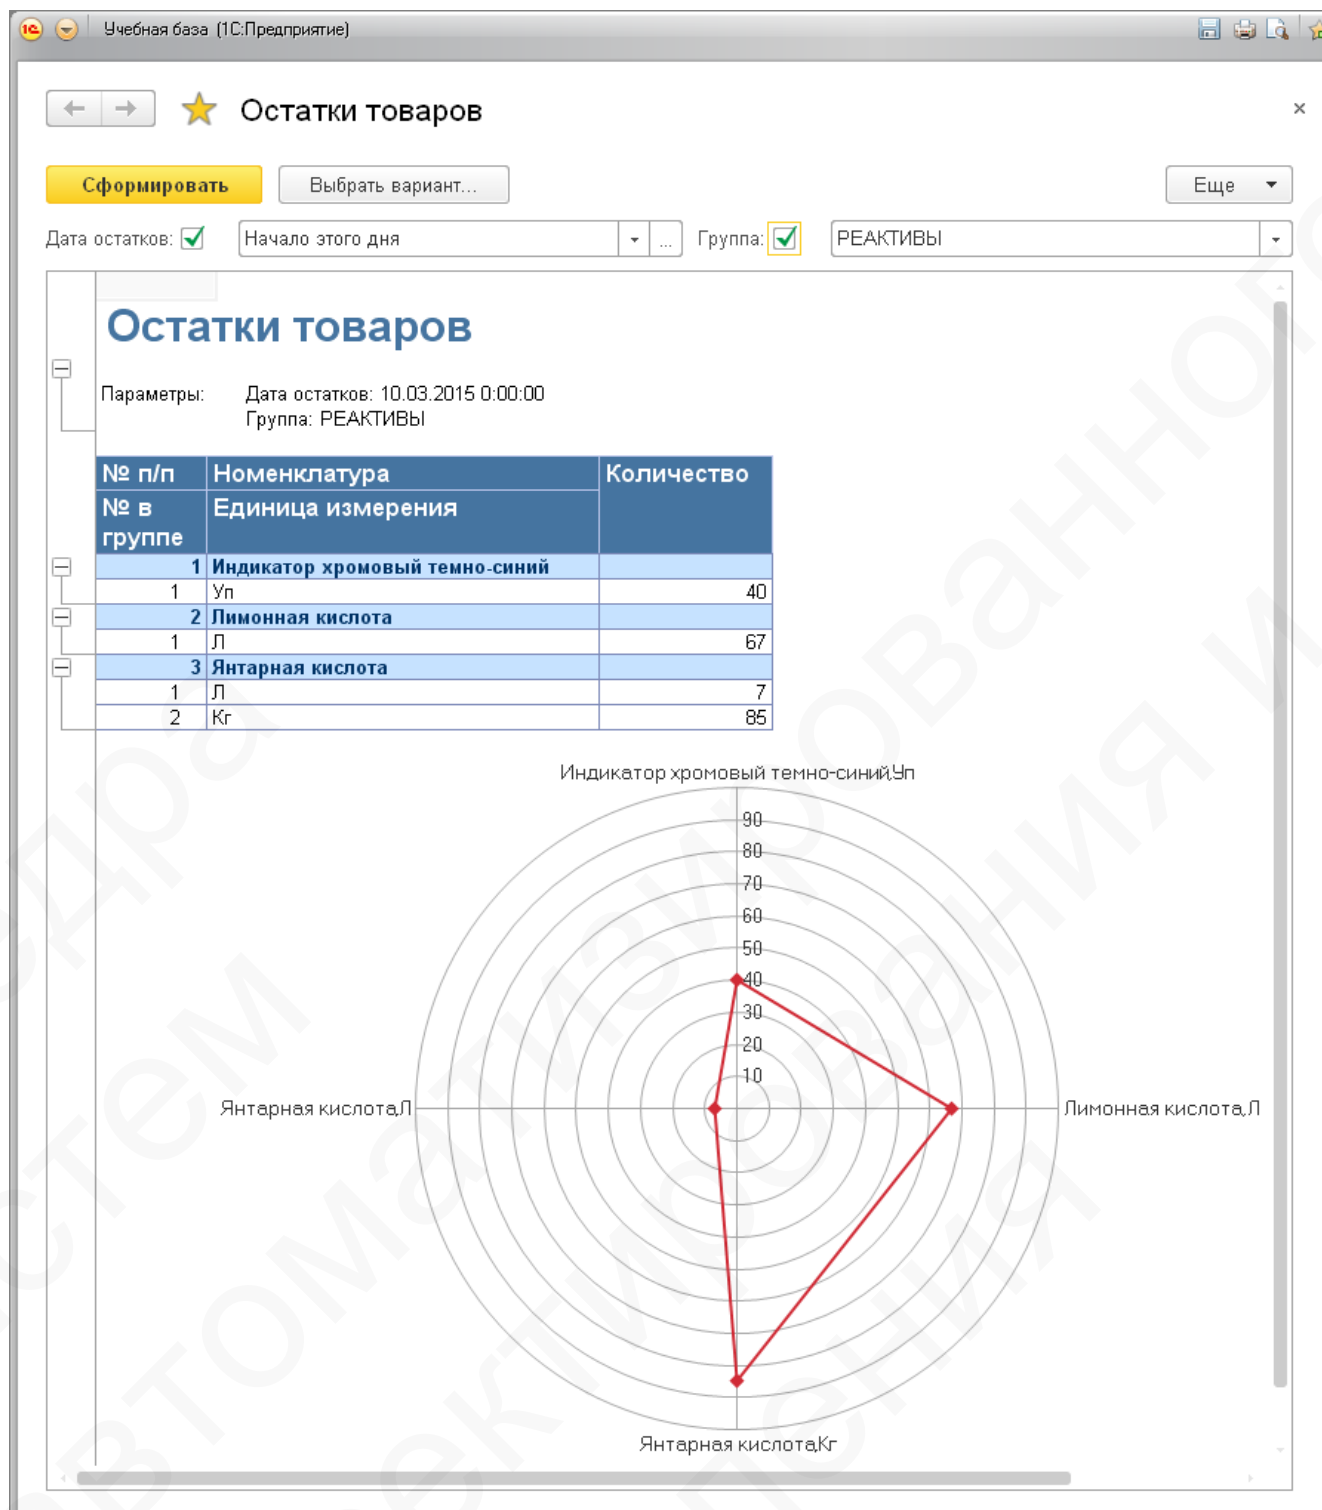 Учебная база (1С:Предприятие)
Остатки товаров
Сформировать Выбрать вариант... Еще
Дата остатков: Начало этого дня ... Группа: РЕАКТИВЫ
Остатки товаров
Параметры: Дата остатков: 10.03.2015 0:00:00
Группа: РЕАКТИВЫ
№ п/п Номенклатура Количество
№ в группе Единица измерения
1 Индикатор хромовый темно-синий
1 Уп 40
2 Лимонная кислота
1 Л 67
3 Янтарная кислота
1 Л 7
2 Кг 85
Индикатор хромовый темно-синий,Уп
90
80
70
60
50
40
30
20
10
Янтарная кислота,Л Лимонная кислота,Л
Янтарная кислота,Кг